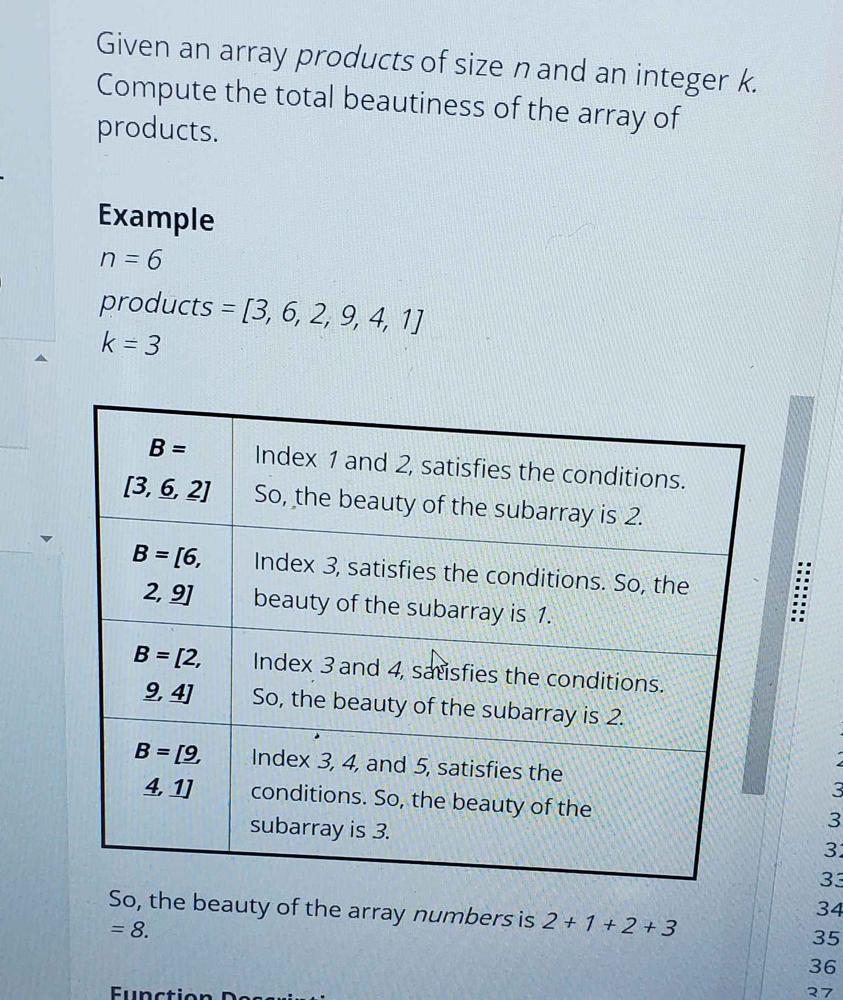 Given an array products of size n and an integer k.
Compute the total beautiness of the array of
products.
Example
n = 6
products = [3, 6, 2, 9, 4, 1]
k = 3
B =
[3, 6, 2]
Index 1 and 2, satisfies the conditions.
So, the beauty of the subarray is 2.
B = [6,
2, 9]
Index 3, satisfies the conditions. So, the
beauty of the subarray is 1.
B = [2,
9, 4]
Index 3 and 4, satisfies the conditions.
So, the beauty of the subarray is 2.
B = [9,
4, 1]
Index 3, 4, and 5, satisfies the
conditions. So, the beauty of the
subarray is 3.
So, the beauty of the array numbers is 2 + 1 + 2 + 3
= 8.
Function
33
34
35
36
37